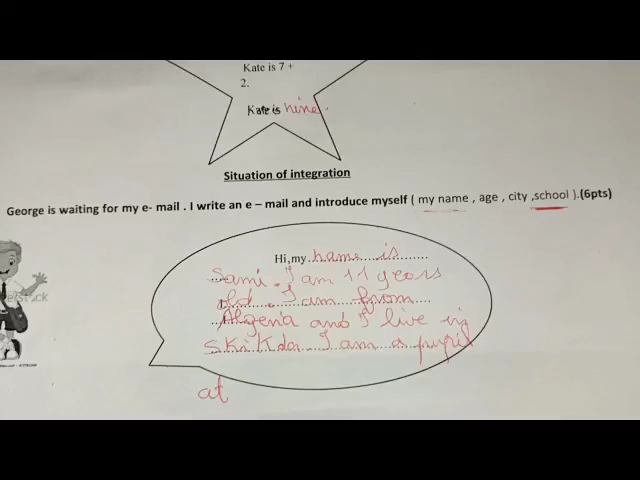 Kate is 7 +
2.
Kate is nine.
Situation of integration
George is waiting for my e- mail . I write an e – mail and introduce myself ( my name , age , city ,school ).(6pts)
Hi,my name is
Sami. I am 11 years
old. I am from
Algeria and I live in
Skikda. I am a pupil
at